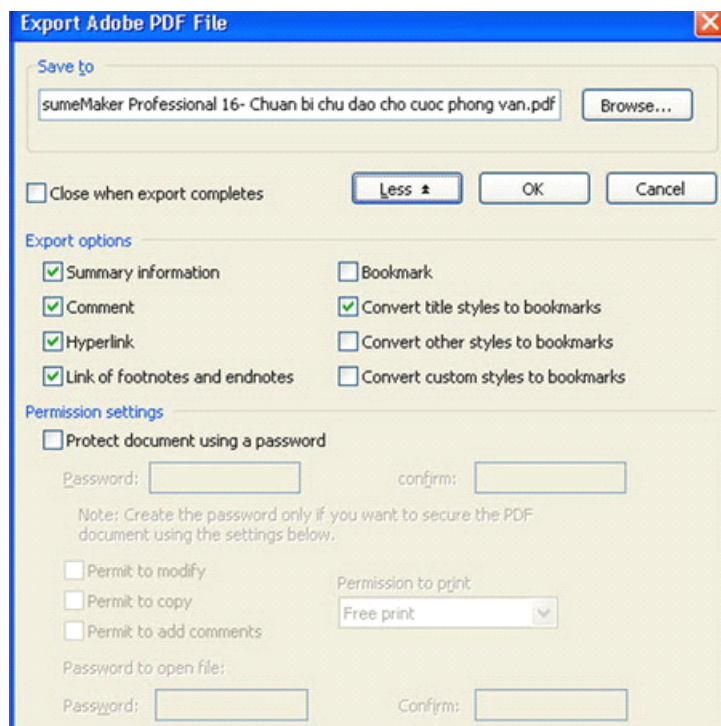 Export Adobe PDF File
Save to
sumeMaker Professional 16- Chuan bi chu dao cho cuoc phong van.pdf
Browse...
Close when export completes
Less
OK
Cancel
Export options
Summary information
Bookmark
Comment
Convert title styles to bookmarks
Hyperlink
Convert other styles to bookmarks
Link of footnotes and endnotes
Convert custom styles to bookmarks
Permission settings
Protect document using a password
Password:
confirm:
Note: Create the password only if you want to secure the PDF
document using the settings below.
Permit to modify
Permission to print
Permit to copy
Free print
Permit to add comments
Password to open file:
Password:
Confirm: